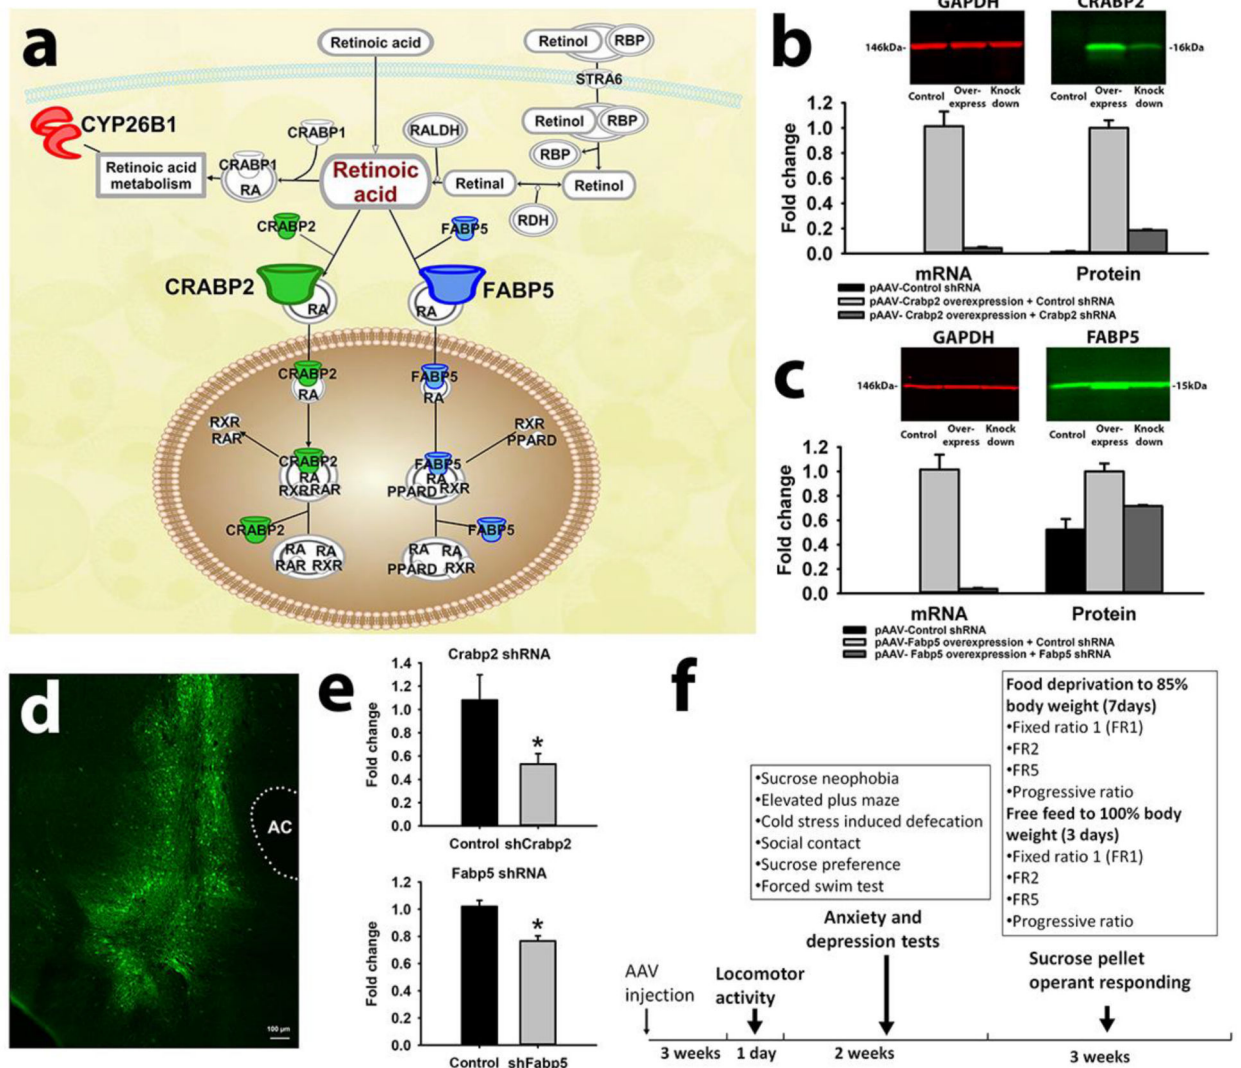 a
Retinoic acid
Retinol
RBP
STRA6
CYP26B1
CRABP1
RALDH
Retinol
RBP
RBP
Retinoic acid
metabolism
CRABP1
RA
Retinoic
acid
Retinal
Retinol
RDH
CRABP2
FABP5
CRABP2
RA
FABP5
RA
CRABP2
RA
FABP5
RA
RXR
RAR
RXR
PPARD
CRABP2
RA
RXR RAR
FABP5
RA
PPARD RXR
CRABP2
FABP5
RA RA
RAR RXR
RA RA
PPARD RXR
b
GAPDH
CRABP2
146kDa-
-16kDa
Control
Over-
express
Knock
down
Control
Over-
express
Knock
down
Fold change
1.2
1.0
0.8
0.6
0.4
0.2
0.0
mRNA
Protein
pAAV-Control shRNA
pAAV-Crabp2 overexpression + Control shRNA
pAAV- Crabp2 overexpression + Crabp2 shRNA
c
GAPDH
FABP5
146kDa-
-15kDa
Control
Over-
express
Knock
down
Control
Over-
express
Knock
down
Fold change
1.2
1.0
0.8
0.6
0.4
0.2
0.0
mRNA
Protein
pAAV-Control shRNA
pAAV-Fabp5 overexpression + Control shRNA
pAAV- Fabp5 overexpression + Fabp5 shRNA
d
AC
100 µm
e
Crabp2 shRNA
Fold change
1.4
1.2
1.0
0.8
0.6
0.4
0.2
0.0
*
Control shCrabp2
Fabp5 shRNA
Fold change
1.2
1.0
0.8
0.6
0.4
0.2
0.0
*
Control shFabp5
f
Food deprivation to 85%
body weight (7days)
•Fixed ratio 1 (FR1)
•FR2
•FR5
•Progressive ratio
Free feed to 100% body
weight (3 days)
•Fixed ratio 1 (FR1)
•FR2
•FR5
•Progressive ratio
•Sucrose neophobia
•Elevated plus maze
•Cold stress induced defecation
•Social contact
•Sucrose preference
•Forced swim test
AAV
injection
Locomotor
activity
Anxiety and
depression tests
Sucrose pellet
operant responding
3 weeks
1 day
2 weeks
3 weeks